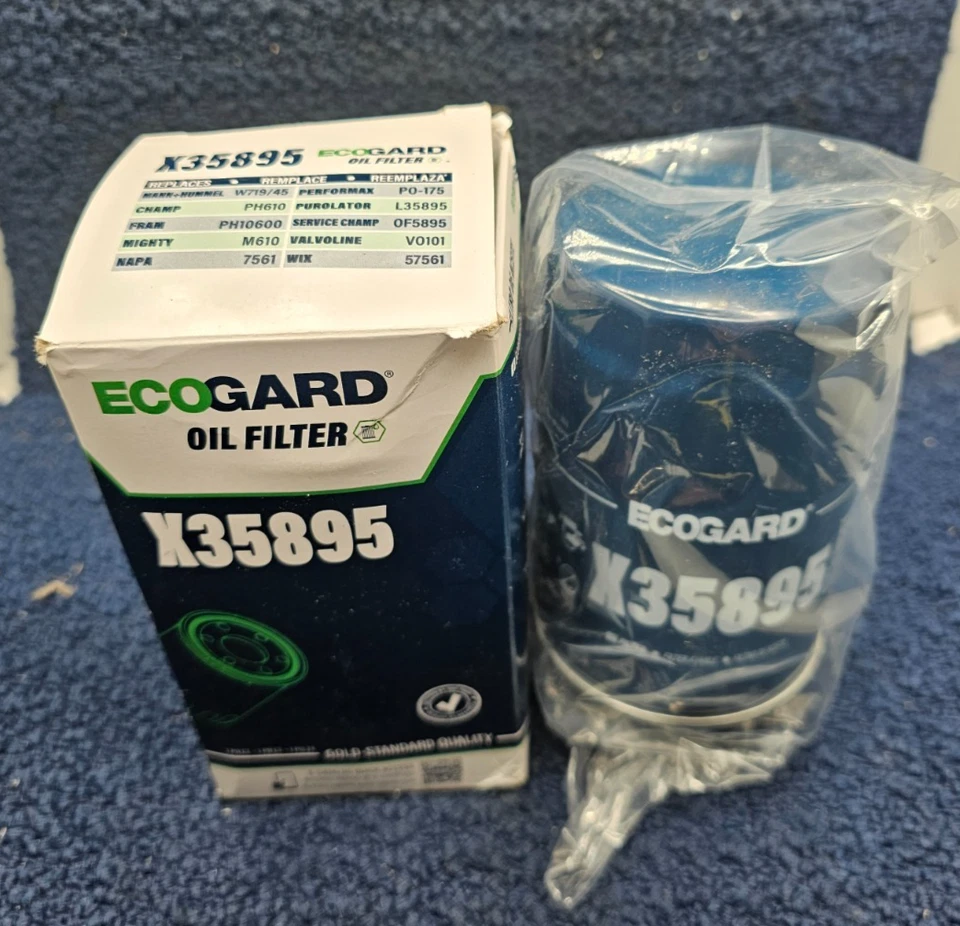 X35895 ECOGARD
OIL FILTER
REPLACES • REMPLACE • REEMPLAZA
MANN+HUMMEL W719/45 PERFORMAX PO-175
CHAMP PH610 PUROLATOR L35895
FRAM PH10600 SERVICE CHAMP OF5895
MIGHTY M610 VALVOLINE VO101
NAPA 7561 WIX 57561
ECOGARD®
OIL FILTER
X35895
GOLD STANDARD QUALITY
ECOGARD®
X35895